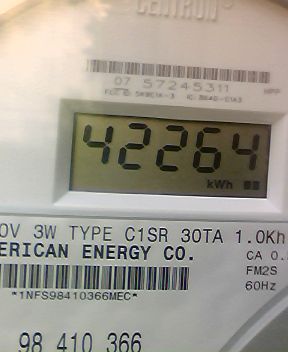 CENTRON
07 57245311
42264
kWh
0V 3W TYPE C1SR 30TA 1.0Kh
ERICAN ENERGY CO.
CA 0.
FM2S
*1NFS98410366MEC*
60Hz
98 410 366